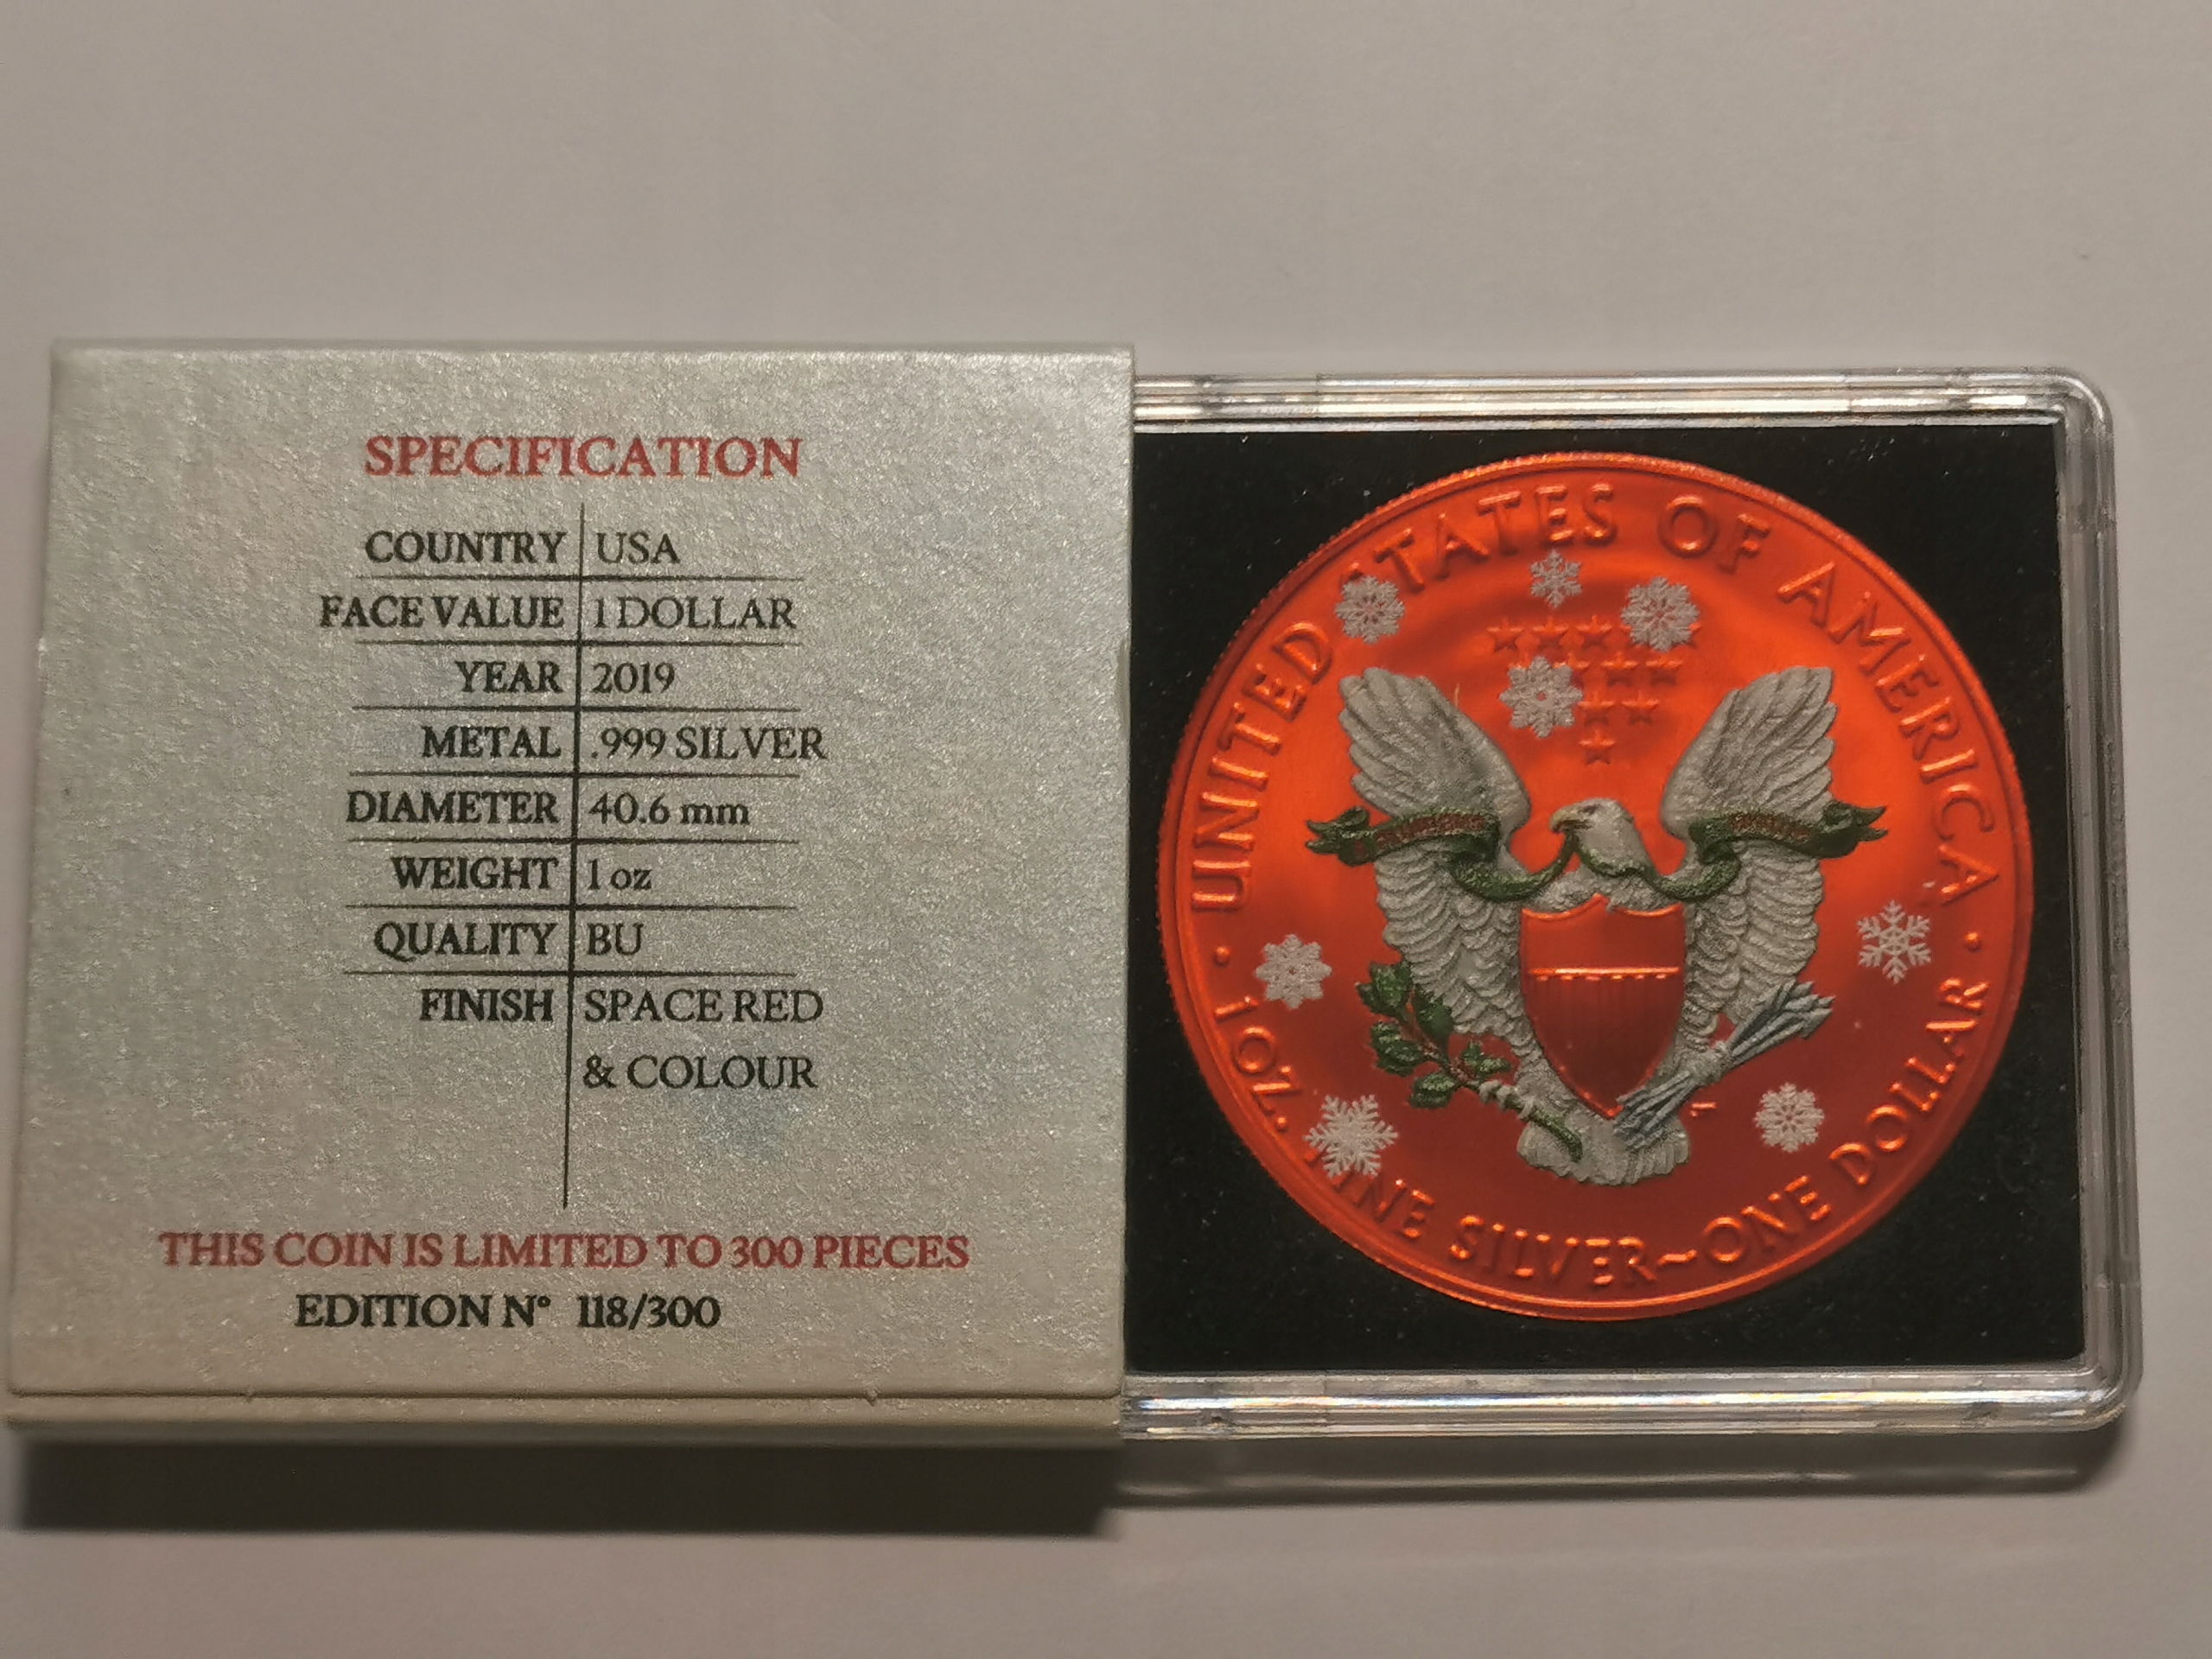 SPECIFICATION
COUNTRY USA
FACE VALUE 1 DOLLAR
YEAR 2019
METAL .999 SILVER
DIAMETER 40.6 mm
WEIGHT 1 oz
QUALITY BU
FINISH SPACE RED
& COLOUR
THIS COIN IS LIMITED TO 300 PIECES
EDITION N° 118/300
UNITED STATES OF AMERICA
1 OZ. FINE SILVER~ONE DOLLAR